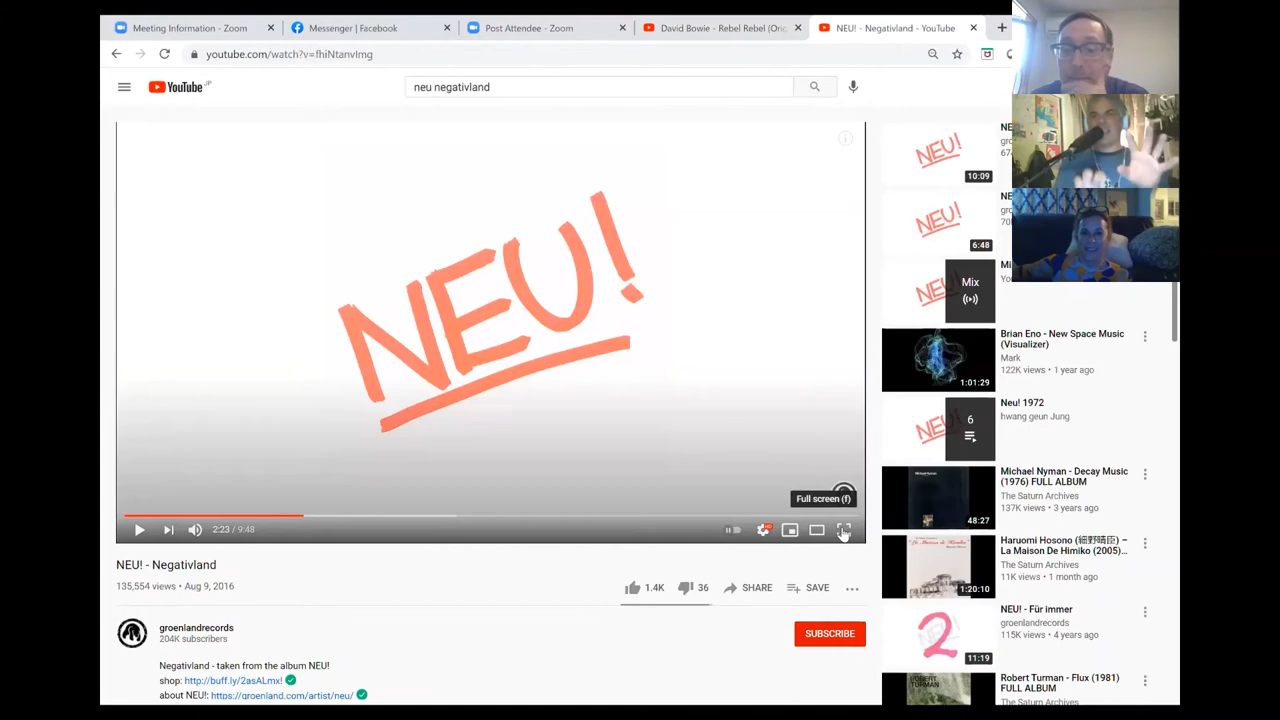 Meeting Information - Zoom
Messenger | Facebook
Post Attendee - Zoom
David Bowie - Rebel Rebel (Ori
NEU! - Negativland - YouTube
youtube.com/watch?v=fhiNtanvlmg
YouTube JP
neu negativland
NEU!
Full screen (f)
2:23 / 9:48
HD
NEU! - Negativland
135,554 views • Aug 9, 2016
1.4K
36
SHARE
SAVE
groenlandrecords
204K subscribers
SUBSCRIBE
Negativland - taken from the album NEU!
shop: http://buff.ly/2asALmx!
about NEU!: https://groenland.com/artist/neu/
NEU!
10:09
NEU!
6:48
NEU!
Mix
Brian Eno - New Space Music
(Visualizer)
Mark
122K views • 1 year ago
1:01:29
NEU!
6
Neu! 1972
hwang geun Jung
Michael Nyman - Decay Music
(1976) FULL ALBUM
The Saturn Archives
137K views • 3 years ago
48:27
Haruomi Hosono (細野晴臣) –
La Maison De Himiko (2005)...
The Saturn Archives
11K views • 1 month ago
1:20:10
NEU! - Für immer
groenlandrecords
115K views • 4 years ago
2
11:19
Robert Turman - Flux (1981)
FULL ALBUM
The Saturn Archives